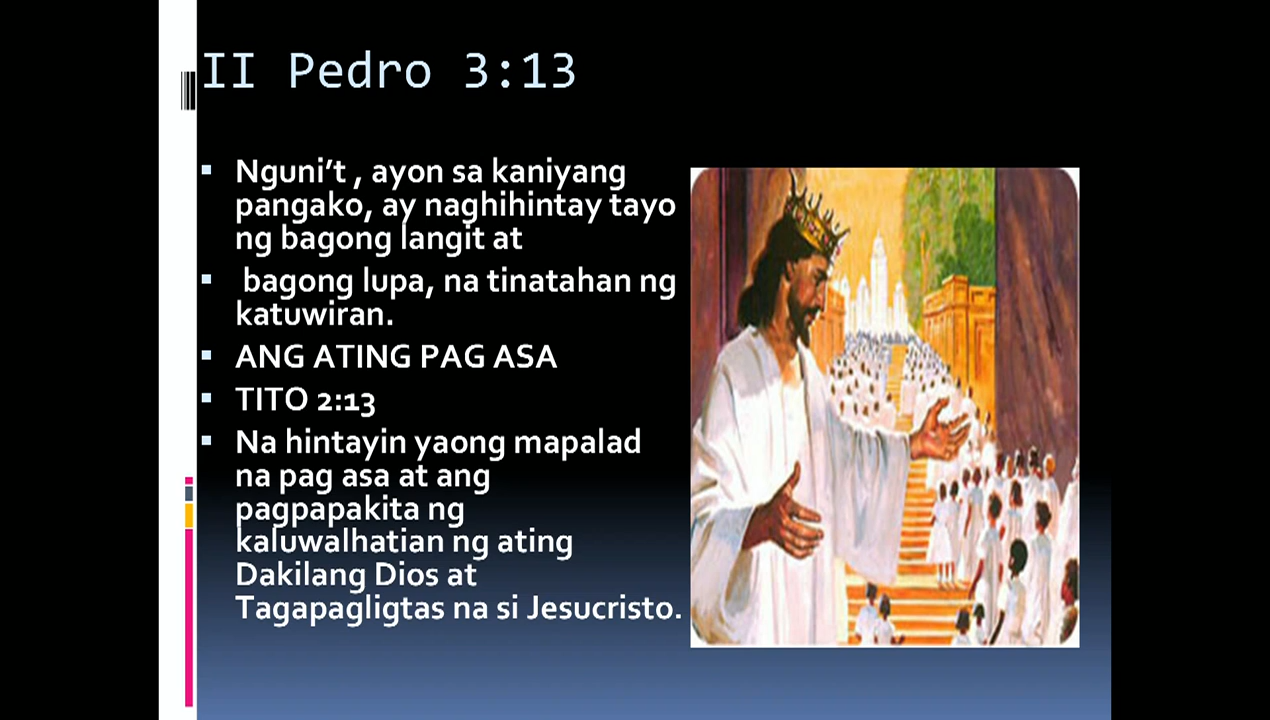 II Pedro 3:13
Nguni’t , ayon sa kaniyang
pangako, ay naghihintay tayo
ng bagong langit at
bagong lupa, na tinatahan ng
katuwiran.
ANG ATING PAG ASA
TITO 2:13
Na hintayin yaong mapalad
na pag asa at ang
pagpapakita ng
kaluwalhatian ng ating
Dakilang Dios at
Tagapagligtas na si Jesucristo.